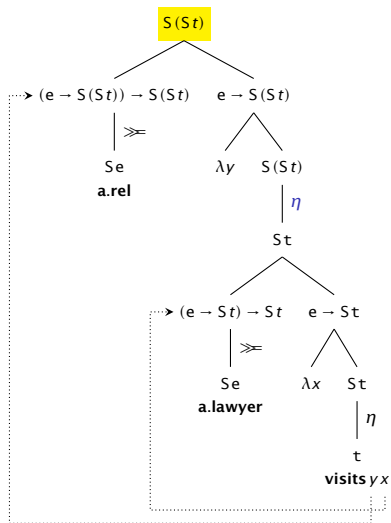 S(St)
(e → S(St)) → S(St) e → S(St)
≫=
Se λy S(St)
a.rel
η
St
(e → St) → St e → St
≫=
Se λx St
a.lawyer
η
t
visits y x